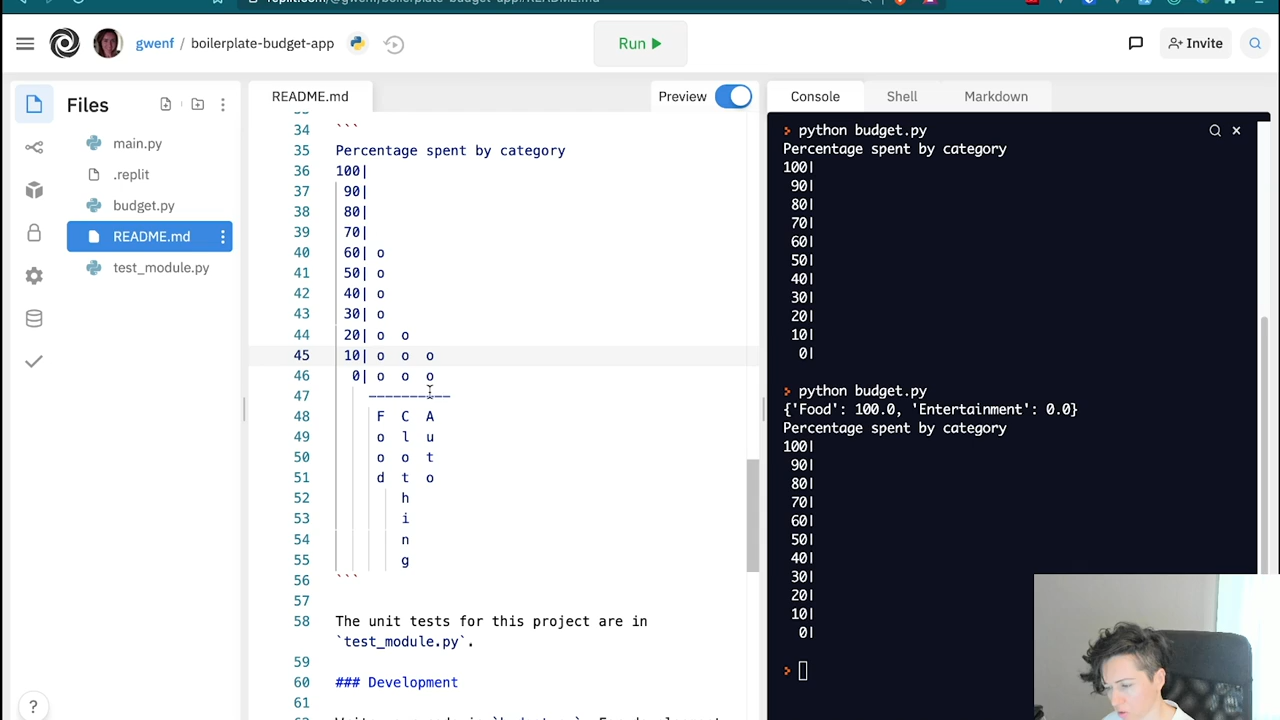 gwenf / boilerplate-budget-app
Run
Invite
Files
main.py
.replit
budget.py
README.md
test_module.py
?
README.md
Preview
34 ```
35 Percentage spent by category
36 100|
37 90|
38 80|
39 70|
40 60| o
41 50| o
42 40| o
43 30| o
44 20| o o
45 10| o o o
46 0| o o o
47 ----------
48 F C A
49 o l u
50 o o t
51 d t o
52 h
53 i
54 n
55 g
56 ```
57
58 The unit tests for this project are in
`test_module.py`.
59
60 ### Development
61
Console Shell Markdown
> python budget.py
Percentage spent by category
100|
90|
80|
70|
60|
50|
40|
30|
20|
10|
0|
> python budget.py
{'Food': 100.0, 'Entertainment': 0.0}
Percentage spent by category
100|
90|
80|
70|
60|
50|
40|
30|
20|
10|
0|
>